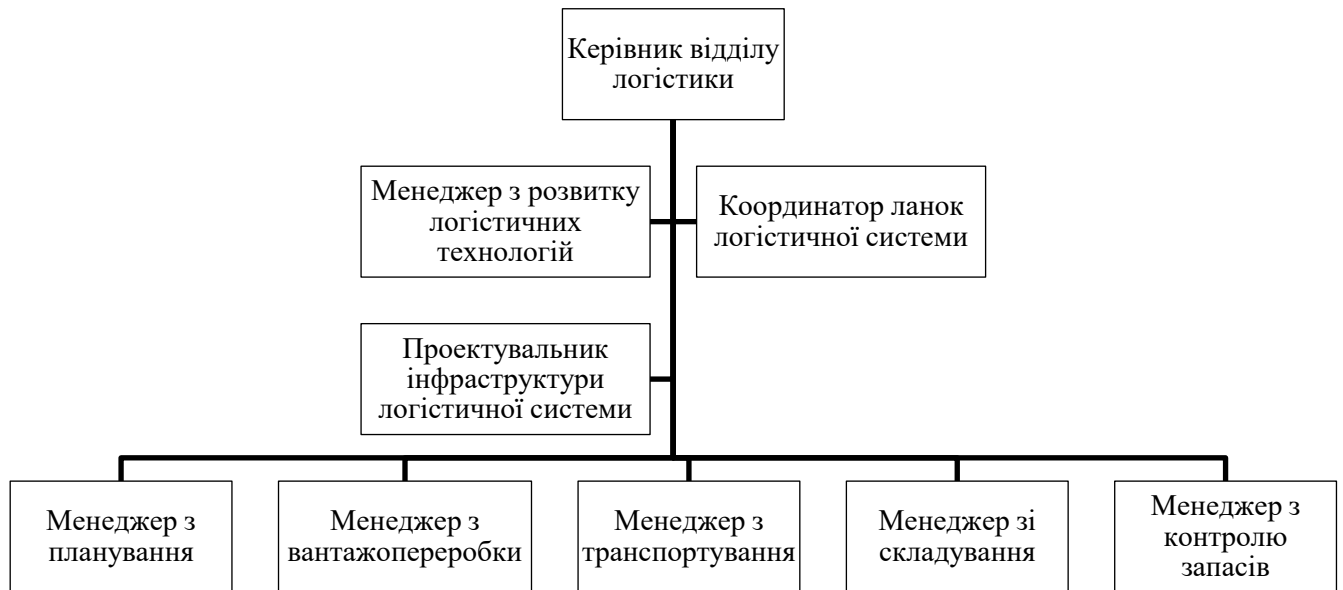 Керівник відділу
логістики
Менеджер з розвитку
логістичних
технологій
Координатор ланок
логістичної системи
Проектувальник
інфраструктури
логістичної системи
Менеджер з
планування
Менеджер з
вантажопереробки
Менеджер з
транспортування
Менеджер зі
складування
Менеджер з
контролю
запасів